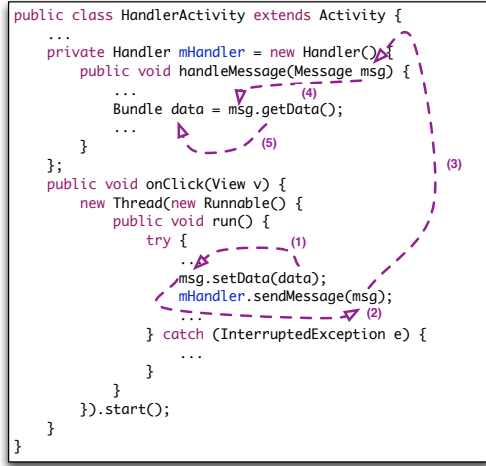 public class HandlerActivity extends Activity {
    ...
    private Handler mHandler = new Handler() {
        public void handleMessage(Message msg) {
            ...
(4)
            Bundle data = msg.getData();
            ...
(5)
        }
(3)
    };
    public void onClick(View v) {
        new Thread(new Runnable() {
            public void run() {
                try {
(1)
                    ...
                    msg.setData(data);
                    mHandler.sendMessage(msg);
                    ...
(2)
                } catch (InterruptedException e) {
                    ...
                }
            }
        }).start();
    }
}